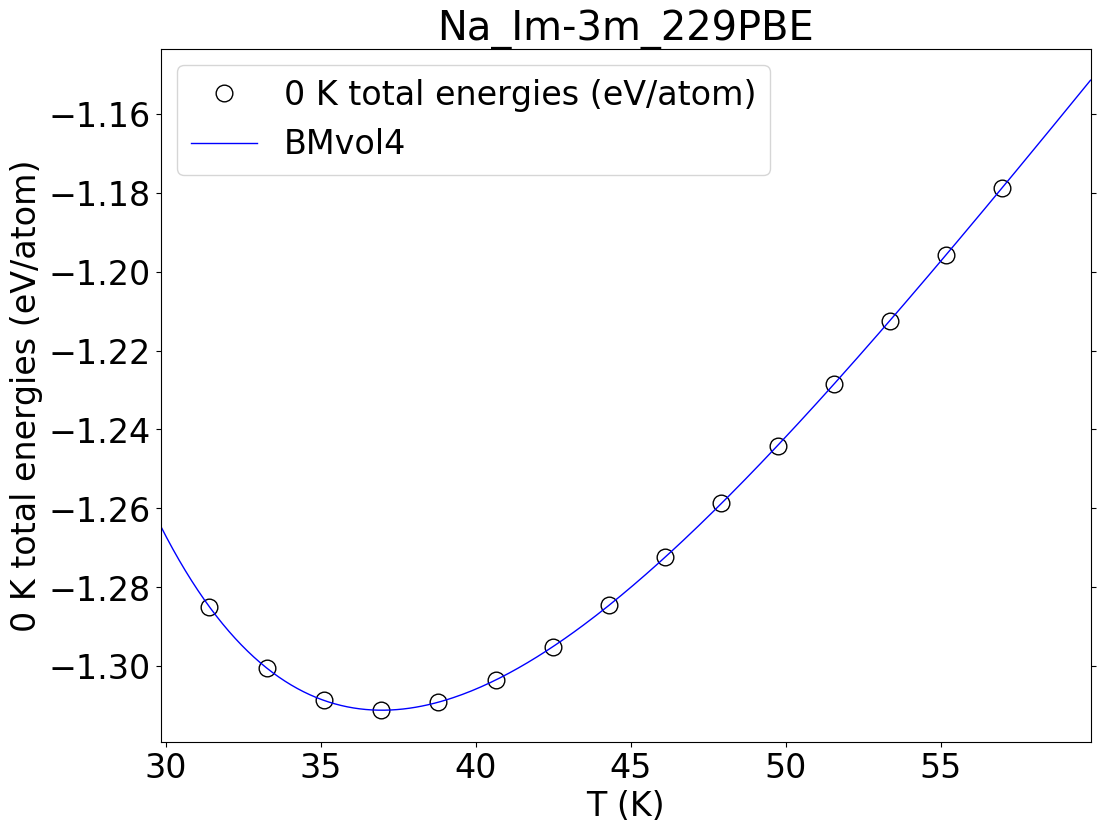 Na_Im-3m_229PBE
0 K total energies (eV/atom)
BMvol4
0 K total energies (eV/atom)
−1.16
−1.18
−1.20
−1.22
−1.24
−1.26
−1.28
−1.30
30
35
40
45
50
55
T (K)